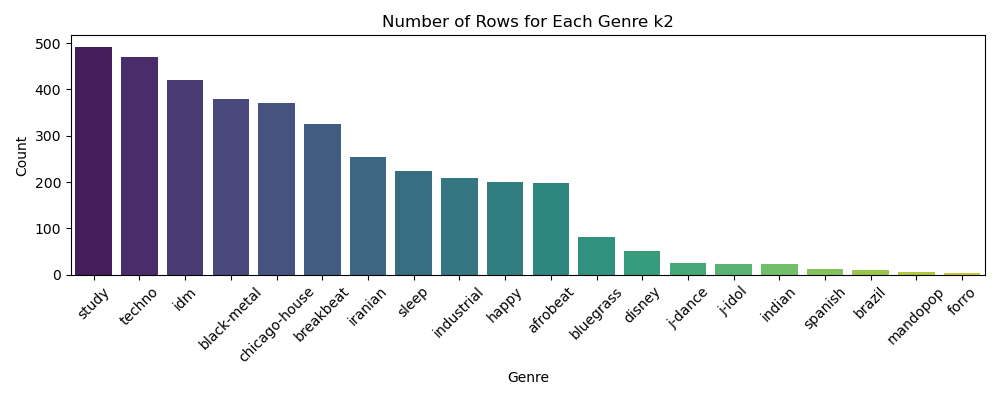 Number of Rows for Each Genre k2
Count
500
400
300
200
100
0
study
techno
idm
black-metal
chicago-house
breakbeat
iranian
sleep
industrial
happy
afrobeat
bluegrass
disney
j-dance
j-idol
indian
spanish
brazil
mandopop
forro
Genre